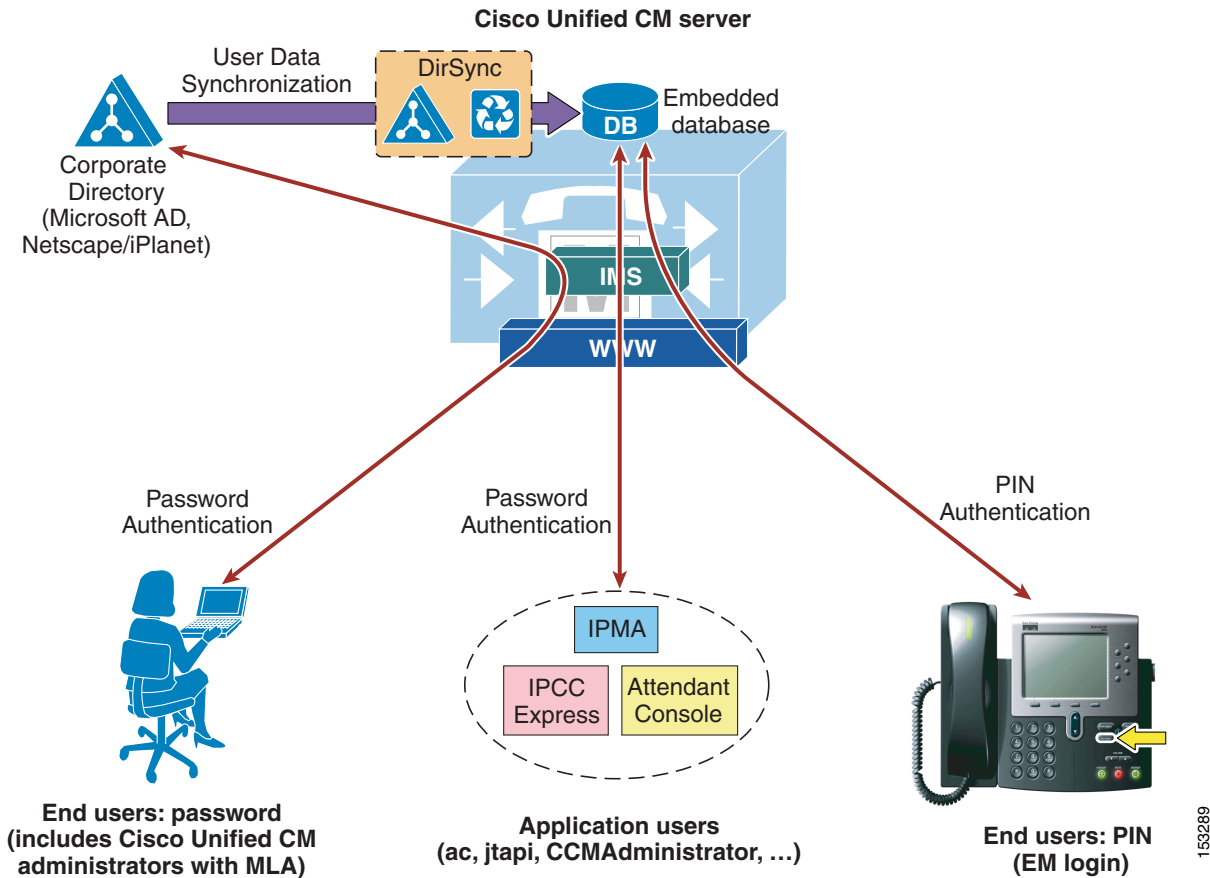 Cisco Unified CM server
User Data
Synchronization
DirSync
DB
Embedded
database
Corporate
Directory
(Microsoft AD,
Netscape/iPlanet)
IMS
WWW
Password
Authentication
Password
Authentication
PIN
Authentication
IPMA
IPCC
Express
Attendant
Console
End users: password
(includes Cisco Unified CM
administrators with MLA)
Application users
(ac, jtapi, CCMAdministrator, …)
End users: PIN
(EM login)
153289